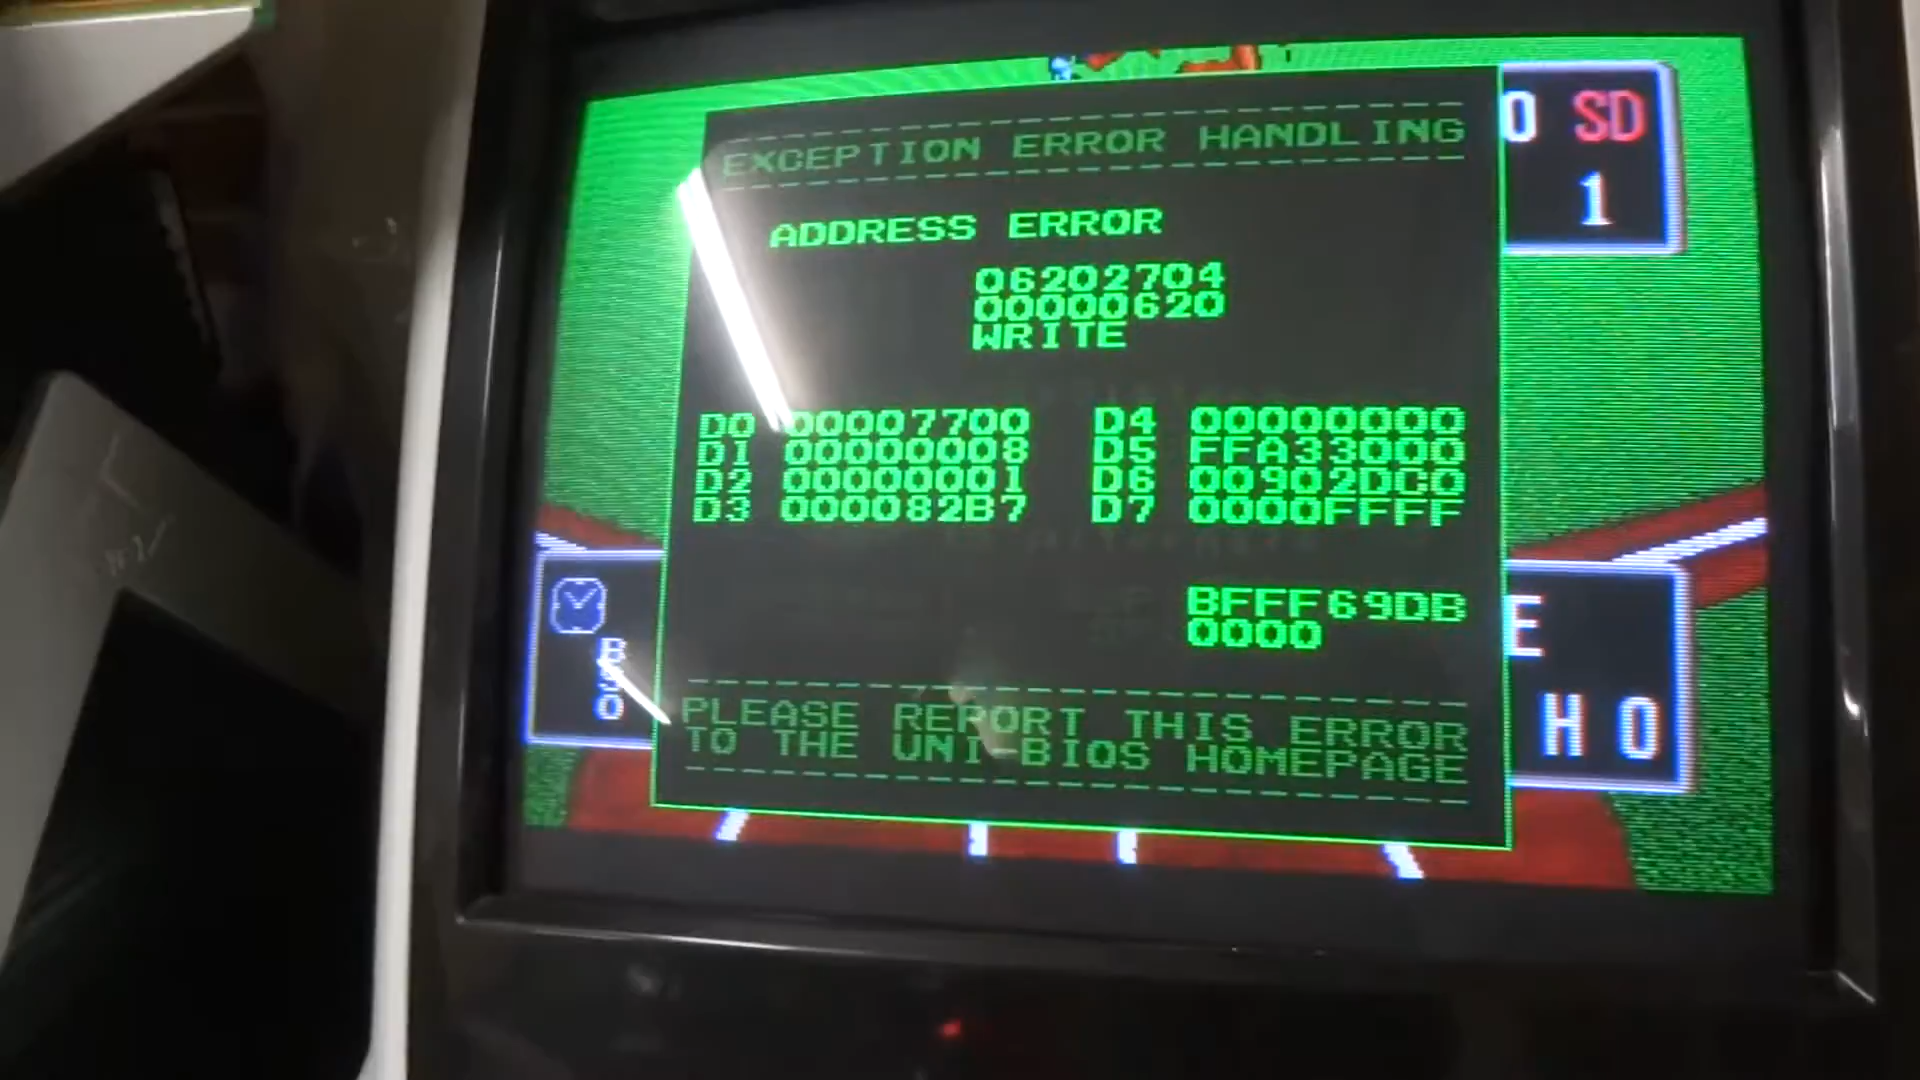 EXCEPTION ERROR HANDLING
O SD
1
ADDRESS ERROR
06202704
00000620
WRITE
D0 00007700 D4 00000000
D1 00000008 D5 FFA33000
D2 00000001 D6 00902DC0
D3 000082B7 D7 0000FFFF
BFFF69DB
0000
E
H O
PLEASE REPORT THIS ERROR
TO THE UNI-BIOS HOMEPAGE